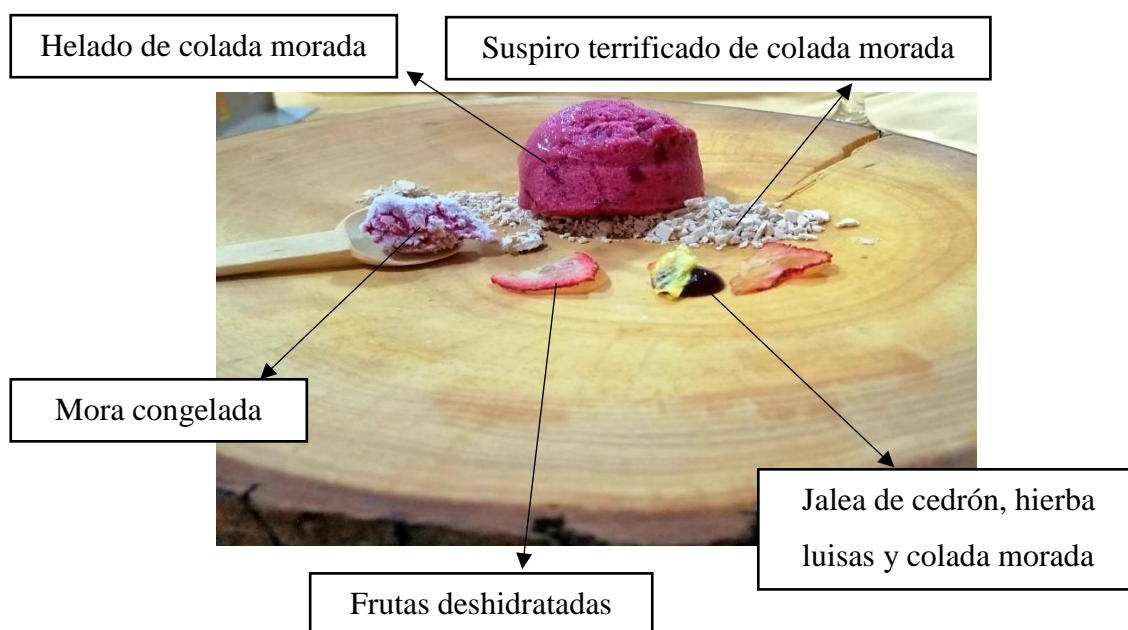 Helado de colada morada
Suspiro terrificado de colada morada
Mora congelada
Jalea de cedrón, hierba
luisas y colada morada
Frutas deshidratadas